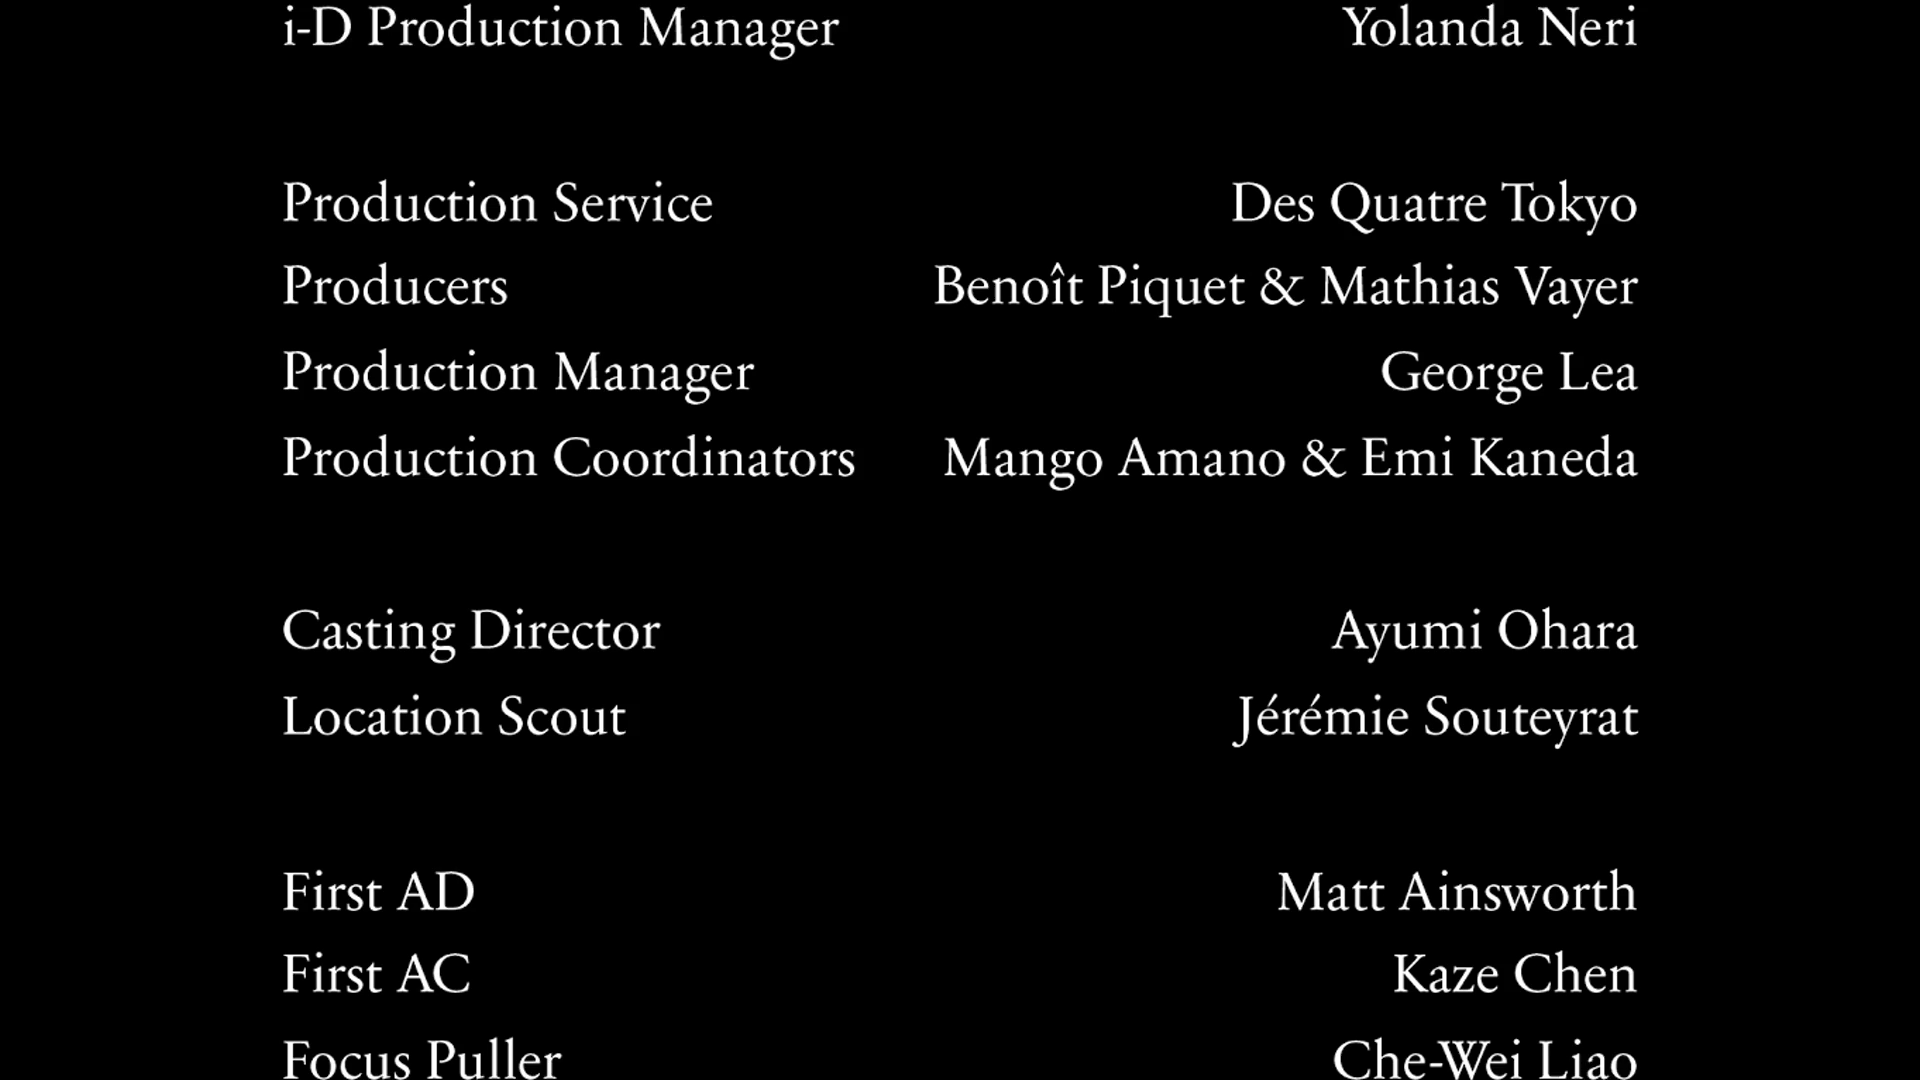 i-D Production Manager Yolanda Neri
Production Service Des Quatre Tokyo
Producers Benoît Piquet & Mathias Vayer
Production Manager George Lea
Production Coordinators Mango Amano & Emi Kaneda
Casting Director Ayumi Ohara
Location Scout Jérémie Souteyrat
First AD Matt Ainsworth
First AC Kaze Chen
Focus Puller Che-Wei Liao